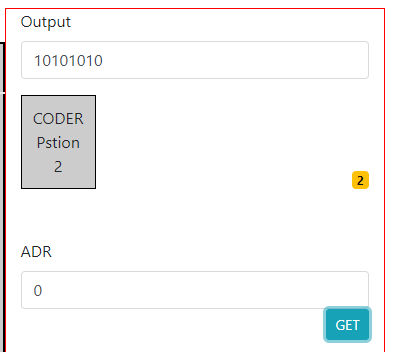 Output
10101010
CODER
Pstion
2
2
ADR
0
GET